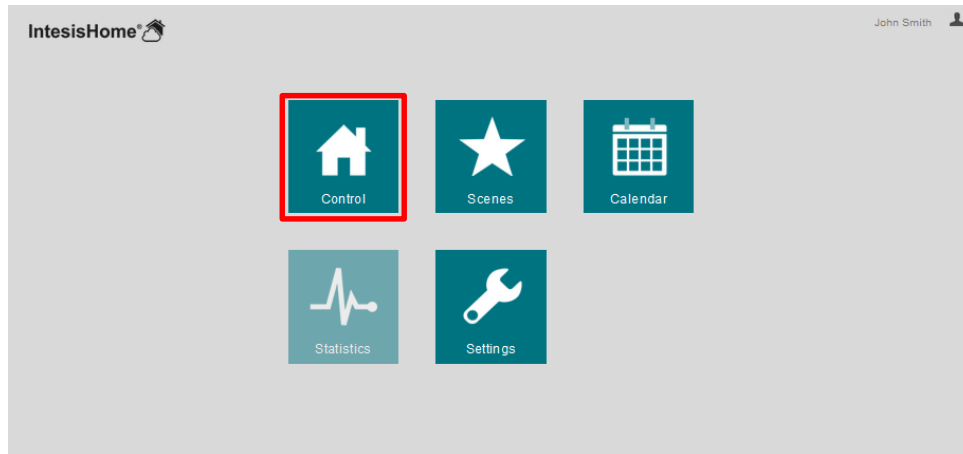 IntesisHome®
John Smith
Control
Scenes
Calendar
Statistics
Settings